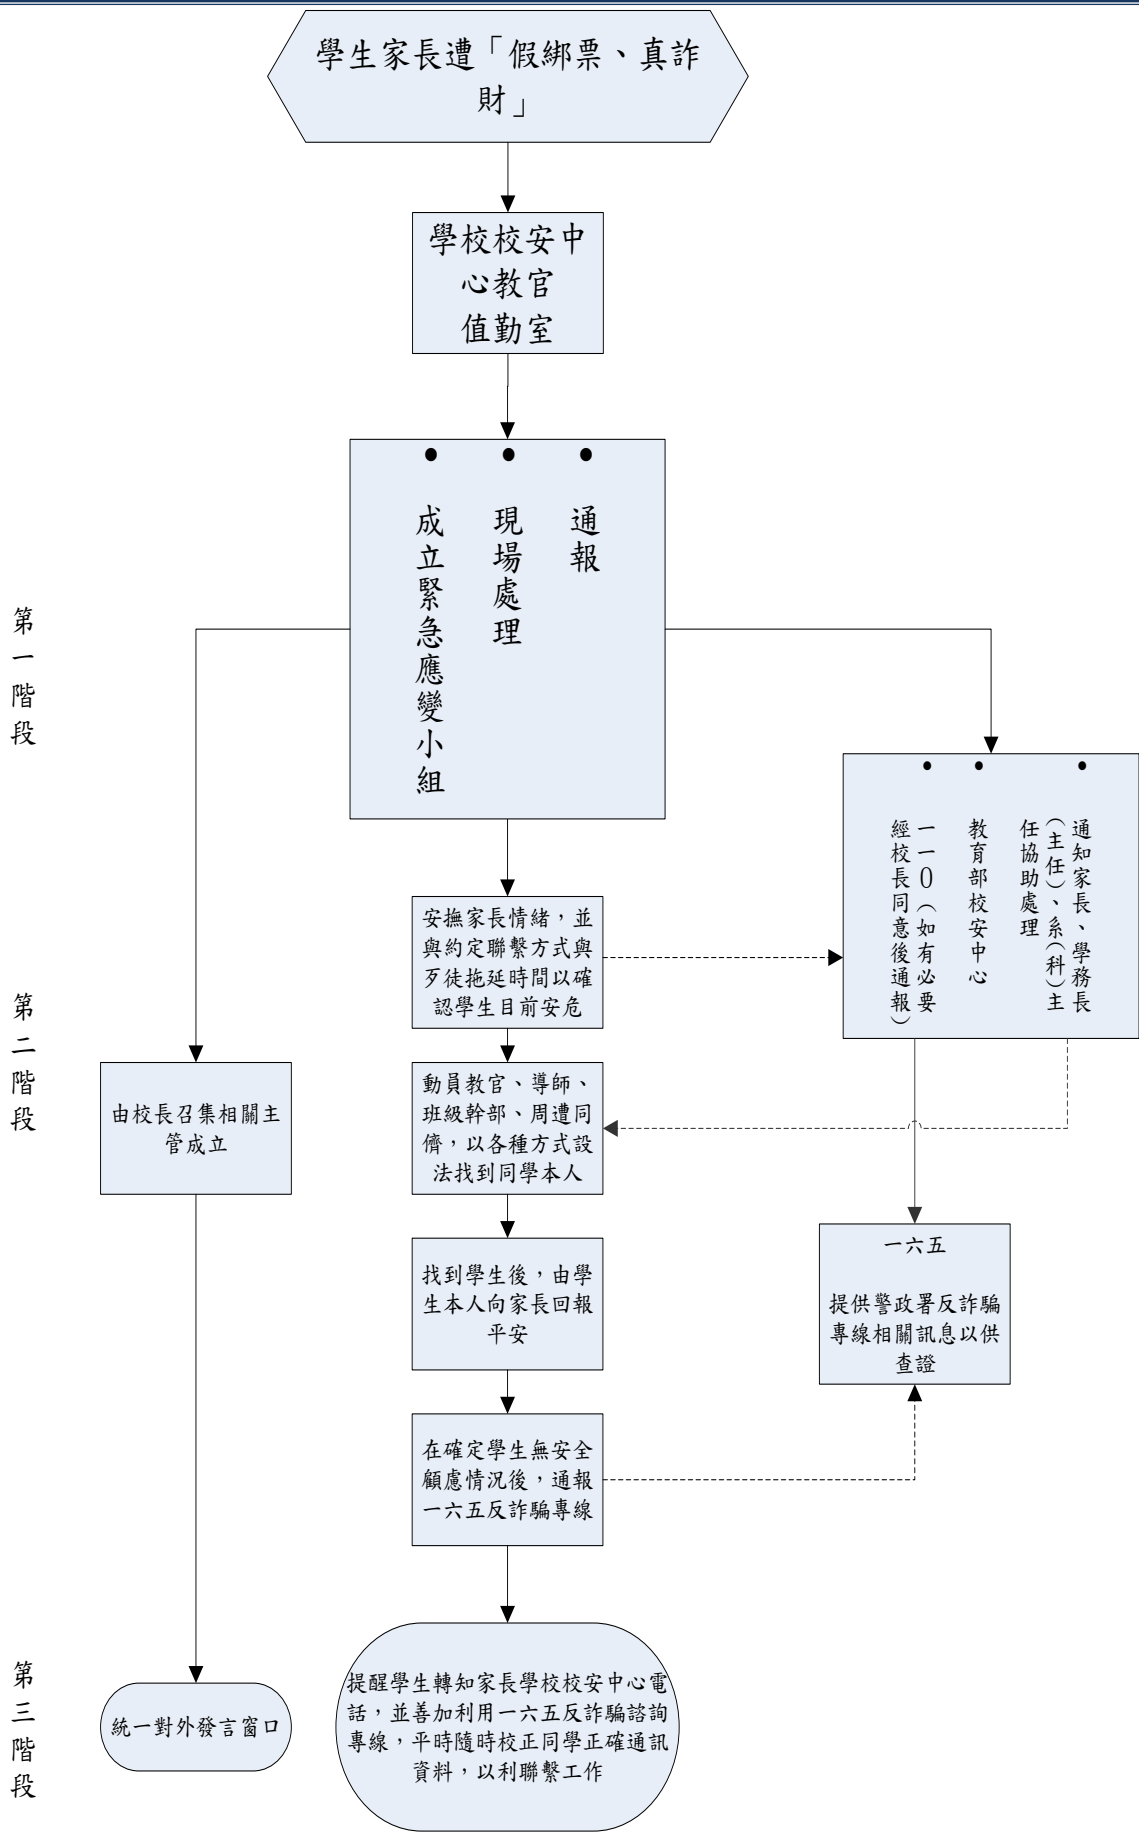 學生家長遭「假綁票、真詐
財」
學校校安中
心教官
值勤室
• 通報
• 現場處理
• 成立緊急應變小組
第一階段
• 通知家長、學務長
(主任)、系(科)主
任協助處理
• 教育部校安中心
• 一一０（如有必要
經校長同意後通報）
安撫家長情緒，並
與約定聯繫方式與
歹徒拖延時間以確
認學生目前安危
第二階段
由校長召集相關主
管成立
動員教官、導師、
班級幹部、周遭同
儕，以各種方式設
法找到同學本人
找到學生後，由學
生本人向家長回報
平安
一六五
提供警政署反詐騙
專線相關訊息以供
查證
在確定學生無安全
顧慮情況後，通報
一六五反詐騙專線
第三階段
統一對外發言窗口
提醒學生轉知家長學校校安中心電
話，並善加利用一六五反詐騙諮詢
專線，平時隨時校正同學正確通訊
資料，以利聯繫工作